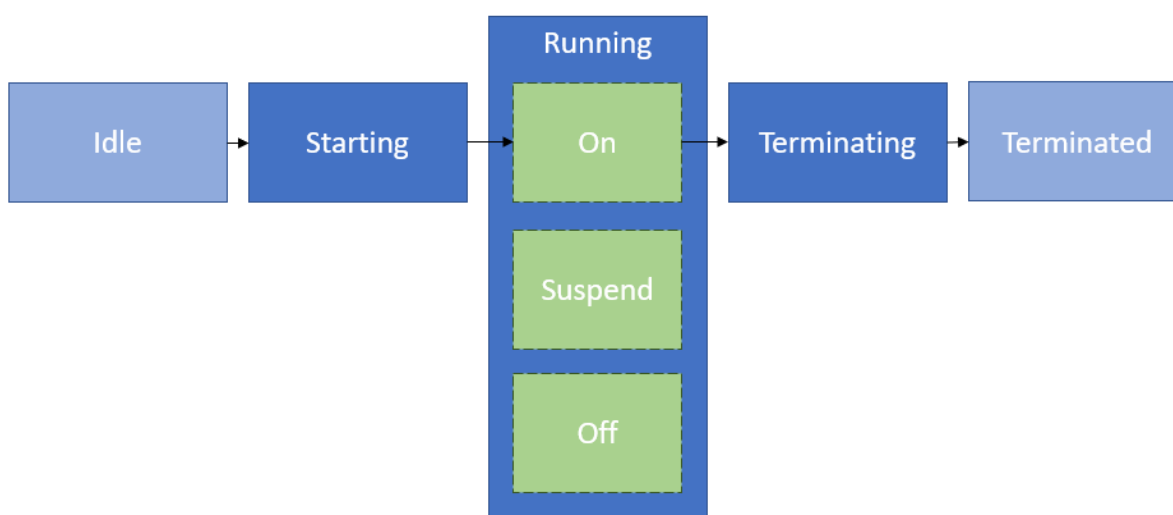 Running
Idle
Starting
On
Terminating
Terminated
Suspend
Off